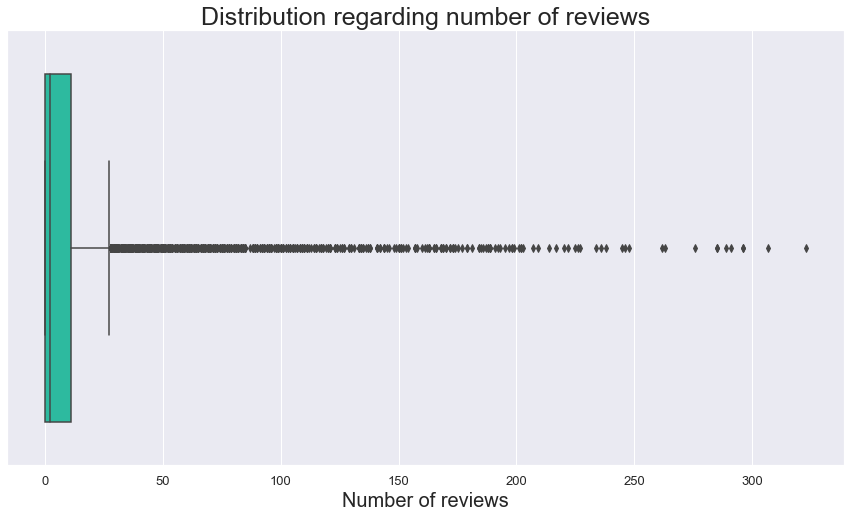 Distribution regarding number of reviews
0 50 100 150 200 250 300
Number of reviews